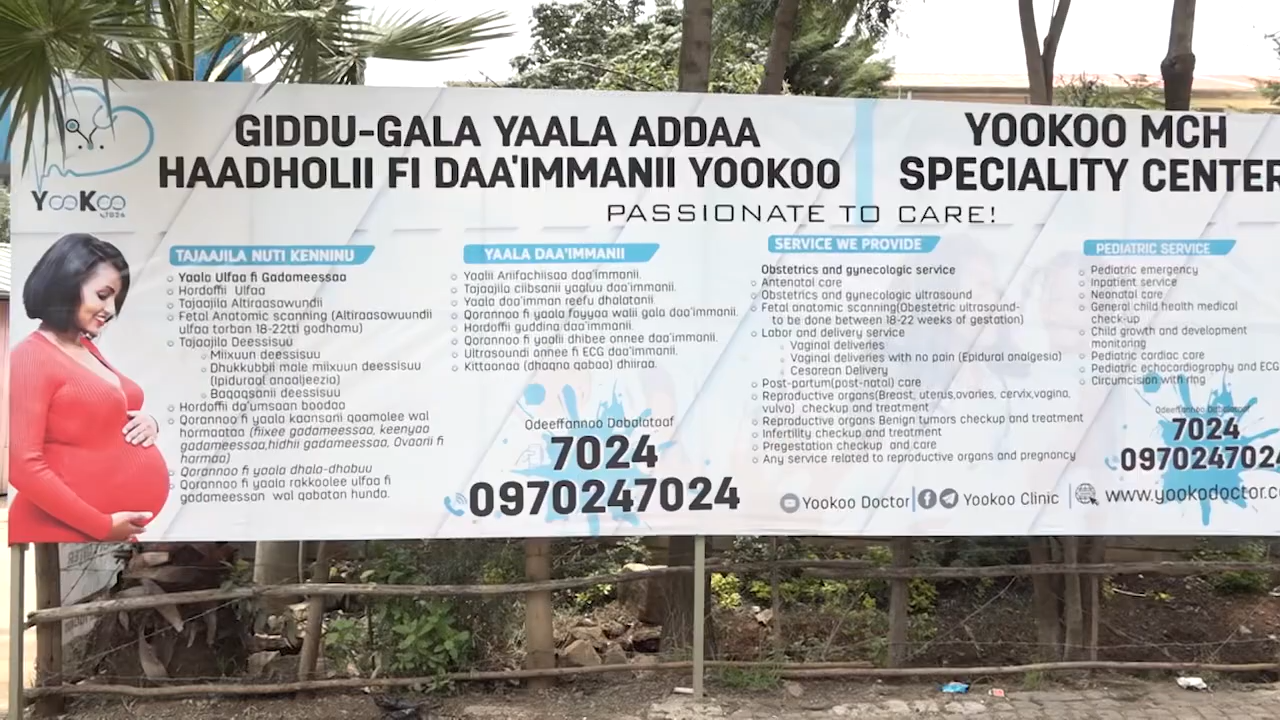 YooKoo
7024
GIDDU-GALA YAALA ADDAA
HAADHOLII FI DAA'IMMANII YOOKOO
YOOKOO MCH
SPECIALITY CENTER
PASSIONATE TO CARE!
TAJAAJILA NUTI KENNINU
Yaala Ulfaa fi Gadameessaa
Hordoffii Ulfaa
Tajaajila Altiraasawundii
Fetal Anatomic scanning (Altiraasawuundii
ulfaa torban 18-22tti godhamu)
Tajaajila Deessisuu
Miixuun deessisuu
Dhukkubbii male miixuun deessisuu
(Ipiduraal anaaljeezia)
Baqaqsanii deessisuu
Hordoffii da'umsaan boodaa
Qorannoo fi yaala kaansarii qaamolee wal
hormaataa (fiixee gadameessaa, keenyaa
gadameessaa,hidhii gadameessaa, Ovaarii fi
harmaa)
Qorannoo fi yaala dhala-dhabuu
Qorannoo fi yaala rakkoolee ulfaa fi
gadameessan wal qabatan hunda.
YAALA DAA'IMMANII
Yaalii Ariifachiisaa daa'immanii.
Tajaajila ciibsanii yaaluu daa'immanii.
Yaala daa'imman reefu dhalatanii.
Qorannoo fi yaala fayyaa walii gala daa'immanii.
Hordoffii guddina daa'immanii.
Qorannoo fi yaalii dhibee onnee daa'immanii.
Ultrasoundi onnee fi ECG daa'immanii.
Kittaanaa (dhaqna qabaa) dhiiraa.
Odeeffannoo Dabalataaf
7024
0970247024
SERVICE WE PROVIDE
Obstetrics and gynecologic service
Antenatal care
Obstetrics and gynecologic ultrasound
Fetal anatomic scanning(Obestetric ultrasound-
to be done between 18-22 weeks of gestation)
Labor and delivery service
Vaginal deliveries
Vaginal deliveries with no pain (Epidural analgesia)
Cesarean Delivery
Post-partum(post-natal) care
Reproductive organs(Breast, uterus,ovaries, cervix,vagina,
vulva) checkup and treatment
Reproductive organs Benign tumors checkup and treatment
Infertility checkup and treatment
Pregestation checkup and care
Any service related to reproductive organs and pregnancy
Yookoo Doctor
Yookoo Clinic
PEDIATRIC SERVICE
Pediatric emergency
Inpatient service
Neonatal care
General child health medical
check-up
Child growth and development
monitoring
Pediatric cardiac care
Pediatric echocardiography and ECG
Circumcision with ring
Odeeffannoo Dabalataaf
7024
0970247024
www.yookodoctor.c